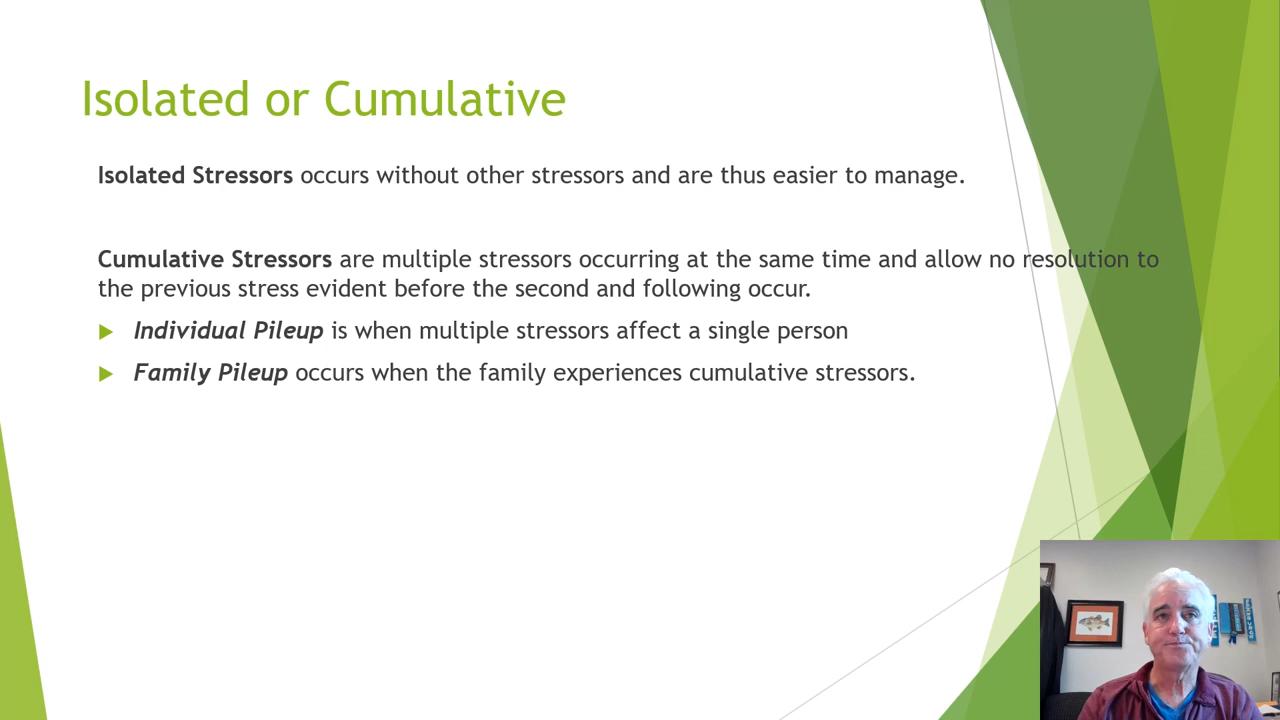 Isolated or Cumulative
Isolated Stressors occurs without other stressors and are thus easier to manage.
Cumulative Stressors are multiple stressors occurring at the same time and allow no resolution to
the previous stress evident before the second and following occur.
Individual Pileup is when multiple stressors affect a single person
Family Pileup occurs when the family experiences cumulative stressors.